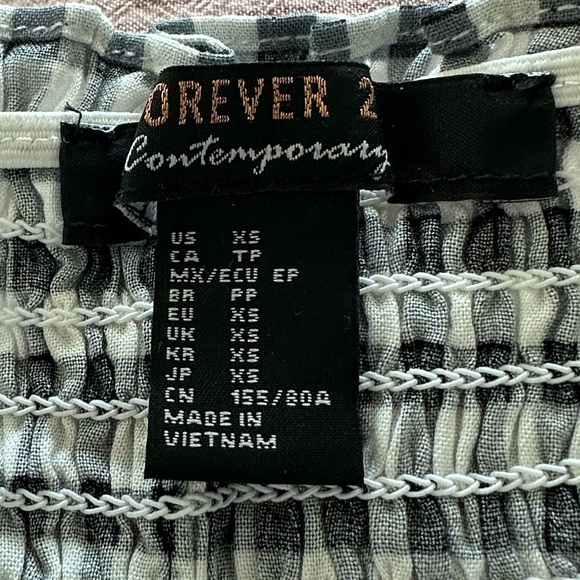 FOREVER 2
Contemporary
US XS
CA TP
MX/ECU EP
BR PP
EU XS
UK XS
KR XS
JP XS
CN 155/80A
MADE IN
VIETNAM